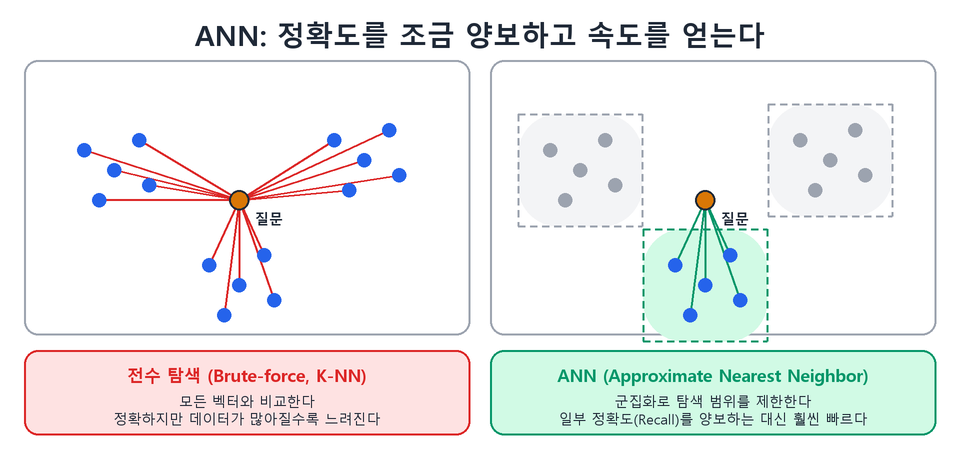 ANN: 정확도를 조금 양보하고 속도를 얻는다
질문
질문
전수 탐색 (Brute-force, K-NN)
모든 벡터와 비교한다
정확하지만 데이터가 많아질수록 느려진다
ANN (Approximate Nearest Neighbor)
군집화로 탐색 범위를 제한한다
일부 정확도(Recall)를 양보하는 대신 훨씬 빠르다